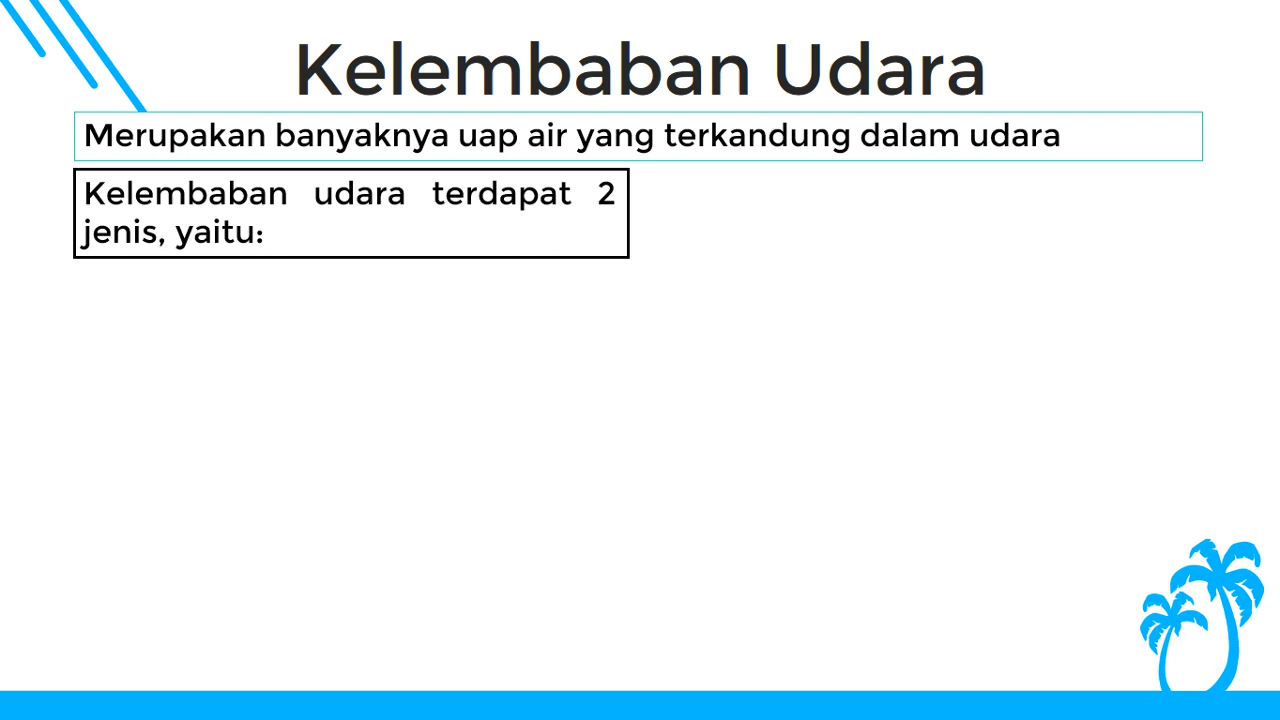 Kelembaban Udara
Merupakan banyaknya uap air yang terkandung dalam udara
Kelembaban udara terdapat 2
jenis, yaitu: